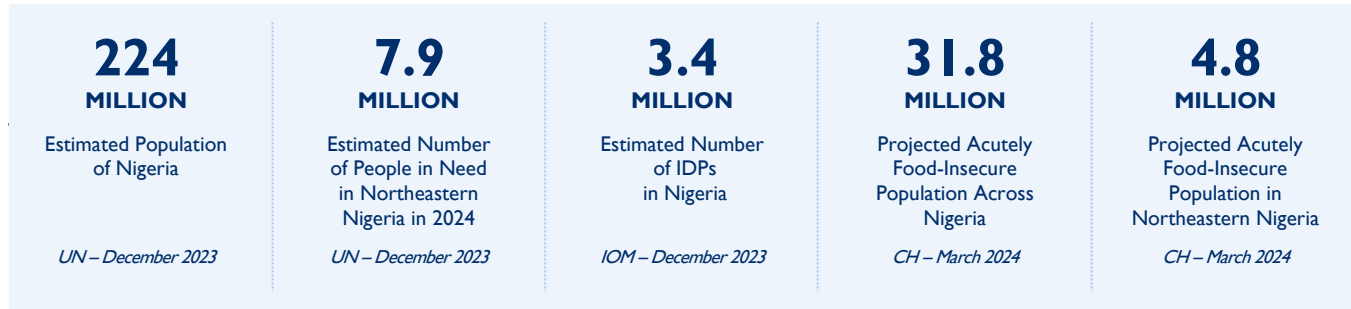 224
MILLION
Estimated Population
of Nigeria
UN – December 2023
7.9
MILLION
Estimated Number
of People in Need
in Northeastern
Nigeria in 2024
UN – December 2023
3.4
MILLION
Estimated Number
of IDPs
in Nigeria
IOM – December 2023
31.8
MILLION
Projected Acutely
Food-Insecure
Population Across
Nigeria
CH – March 2024
4.8
MILLION
Projected Acutely
Food-Insecure
Population in
Northeastern Nigeria
CH – March 2024